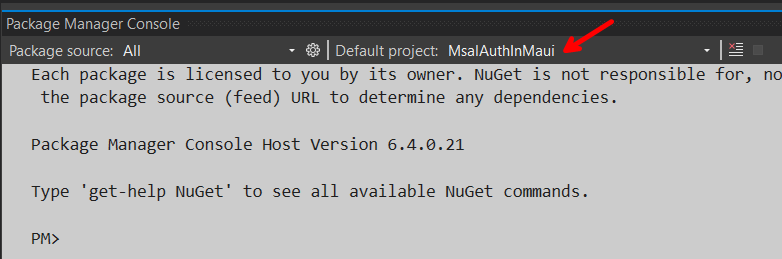 Package Manager Console
Package source: All Default project: MsalAuthInMaui
Each package is licensed to you by its owner. NuGet is not responsible for, no
the package source (feed) URL to determine any dependencies.
Package Manager Console Host Version 6.4.0.21
Type 'get-help NuGet' to see all available NuGet commands.
PM>